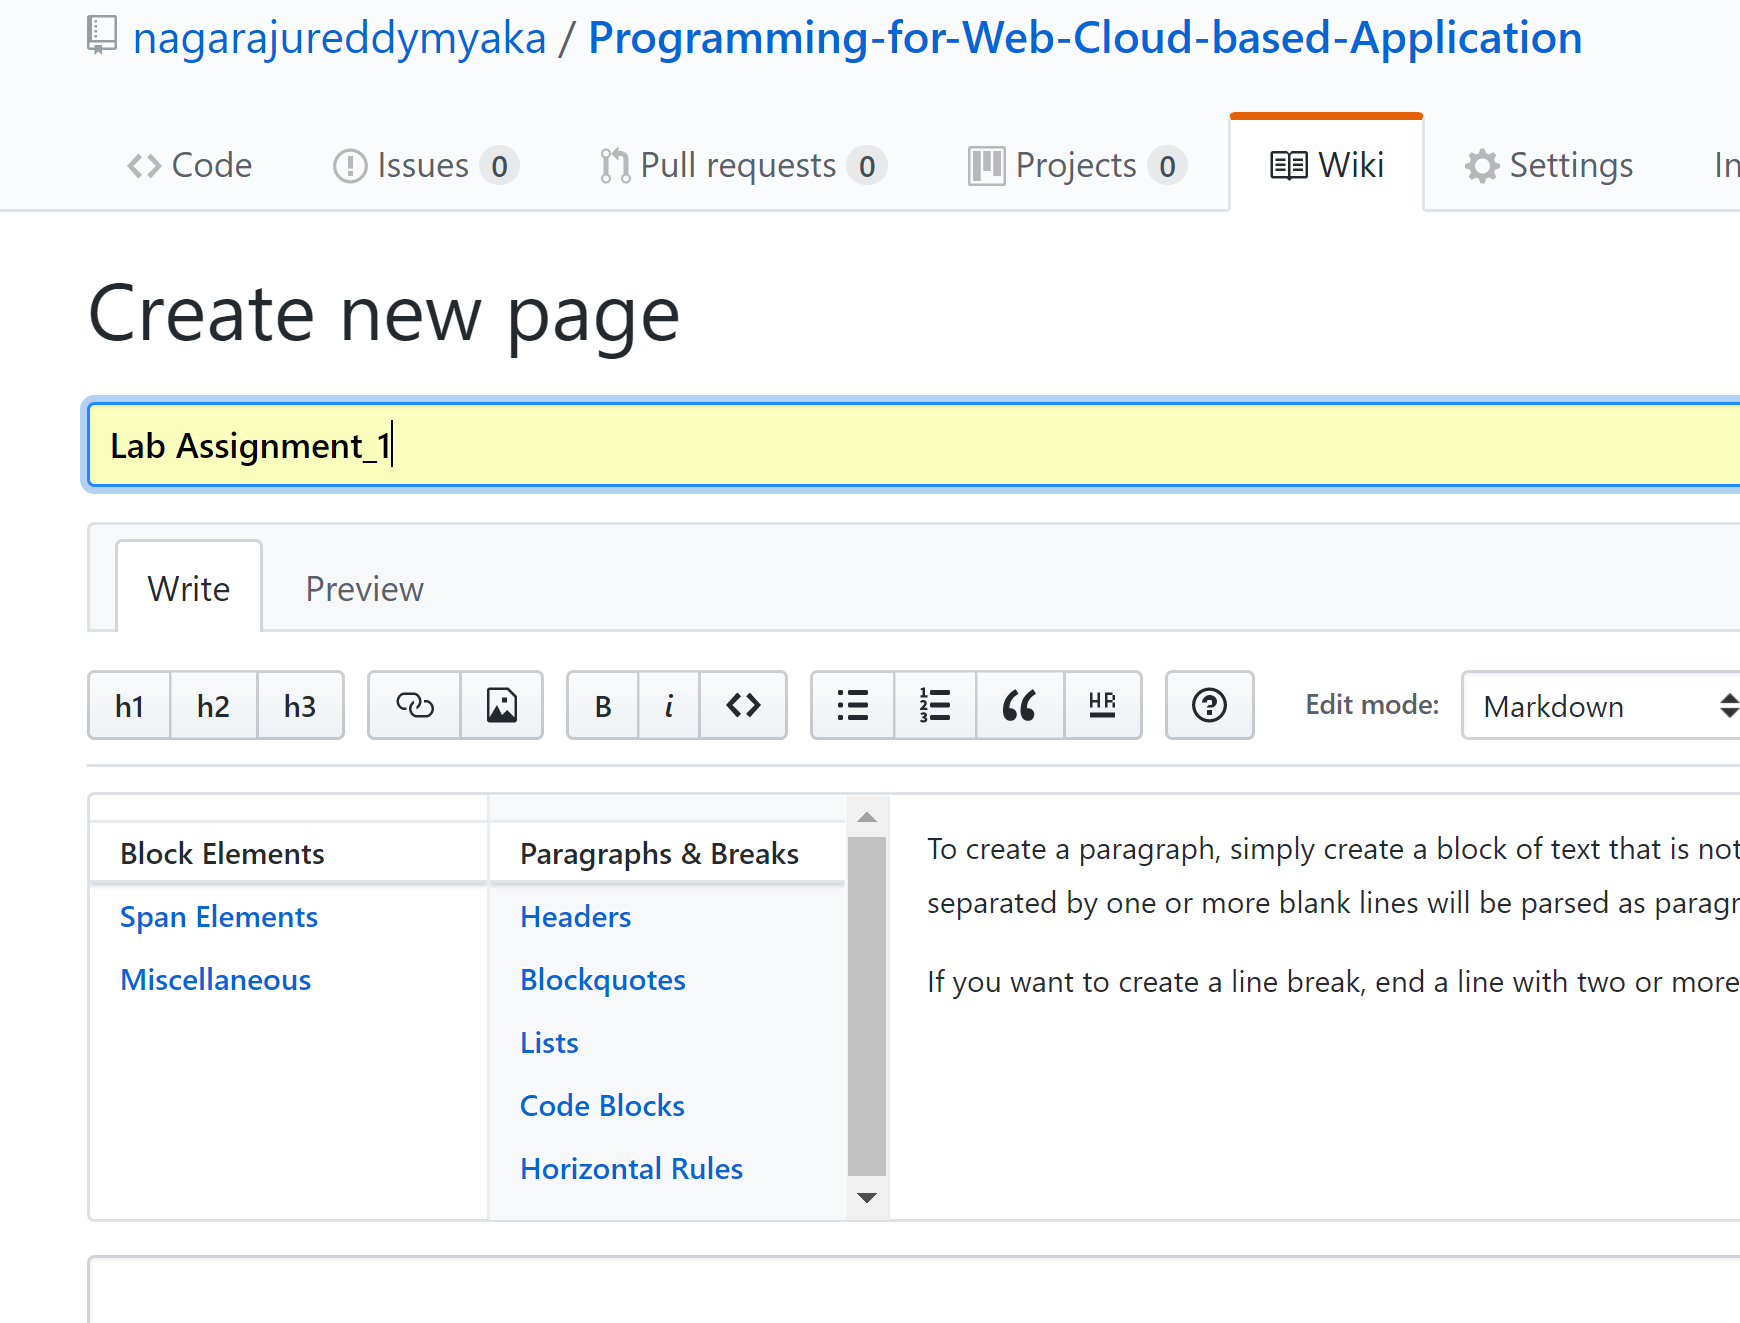 nagarajureddymyaka / Programming-for-Web-Cloud-based-Application
Code Issues 0 Pull requests 0 Projects 0 Wiki Settings In
Create new page
Lab Assignment_1
Write Preview
h1 h2 h3 B i <> 1 2 3 “ HR ? Edit mode: Markdown
Block Elements
Span Elements
Miscellaneous
Paragraphs & Breaks
Headers
Blockquotes
Lists
Code Blocks
Horizontal Rules
To create a paragraph, simply create a block of text that is not
separated by one or more blank lines will be parsed as paragr
If you want to create a line break, end a line with two or more